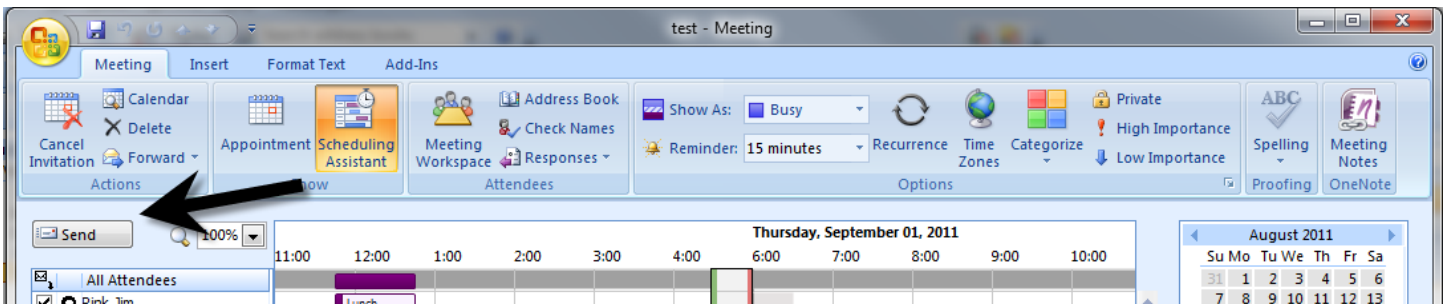 test - Meeting
Meeting Insert Format Text Add-Ins
Cancel Invitation
Calendar
Delete
Forward
Actions
Appointment
Scheduling Assistant
Meeting Workspace
Address Book
Check Names
Responses
Attendees
Show As: Busy
Reminder: 15 minutes
Recurrence
Time Zones
Categorize
Private
High Importance
Low Importance
Options
ABC
Spelling
Proofing
Meeting Notes
OneNote
Send 100%
Thursday, September 01, 2011
11:00 12:00 1:00 2:00 3:00 4:00 6:00 7:00 8:00 9:00 10:00
All Attendees
Pink, Jim
Lunch
August 2011
Su Mo Tu We Th Fr Sa
31 1 2 3 4 5 6
7 8 9 10 11 12 13